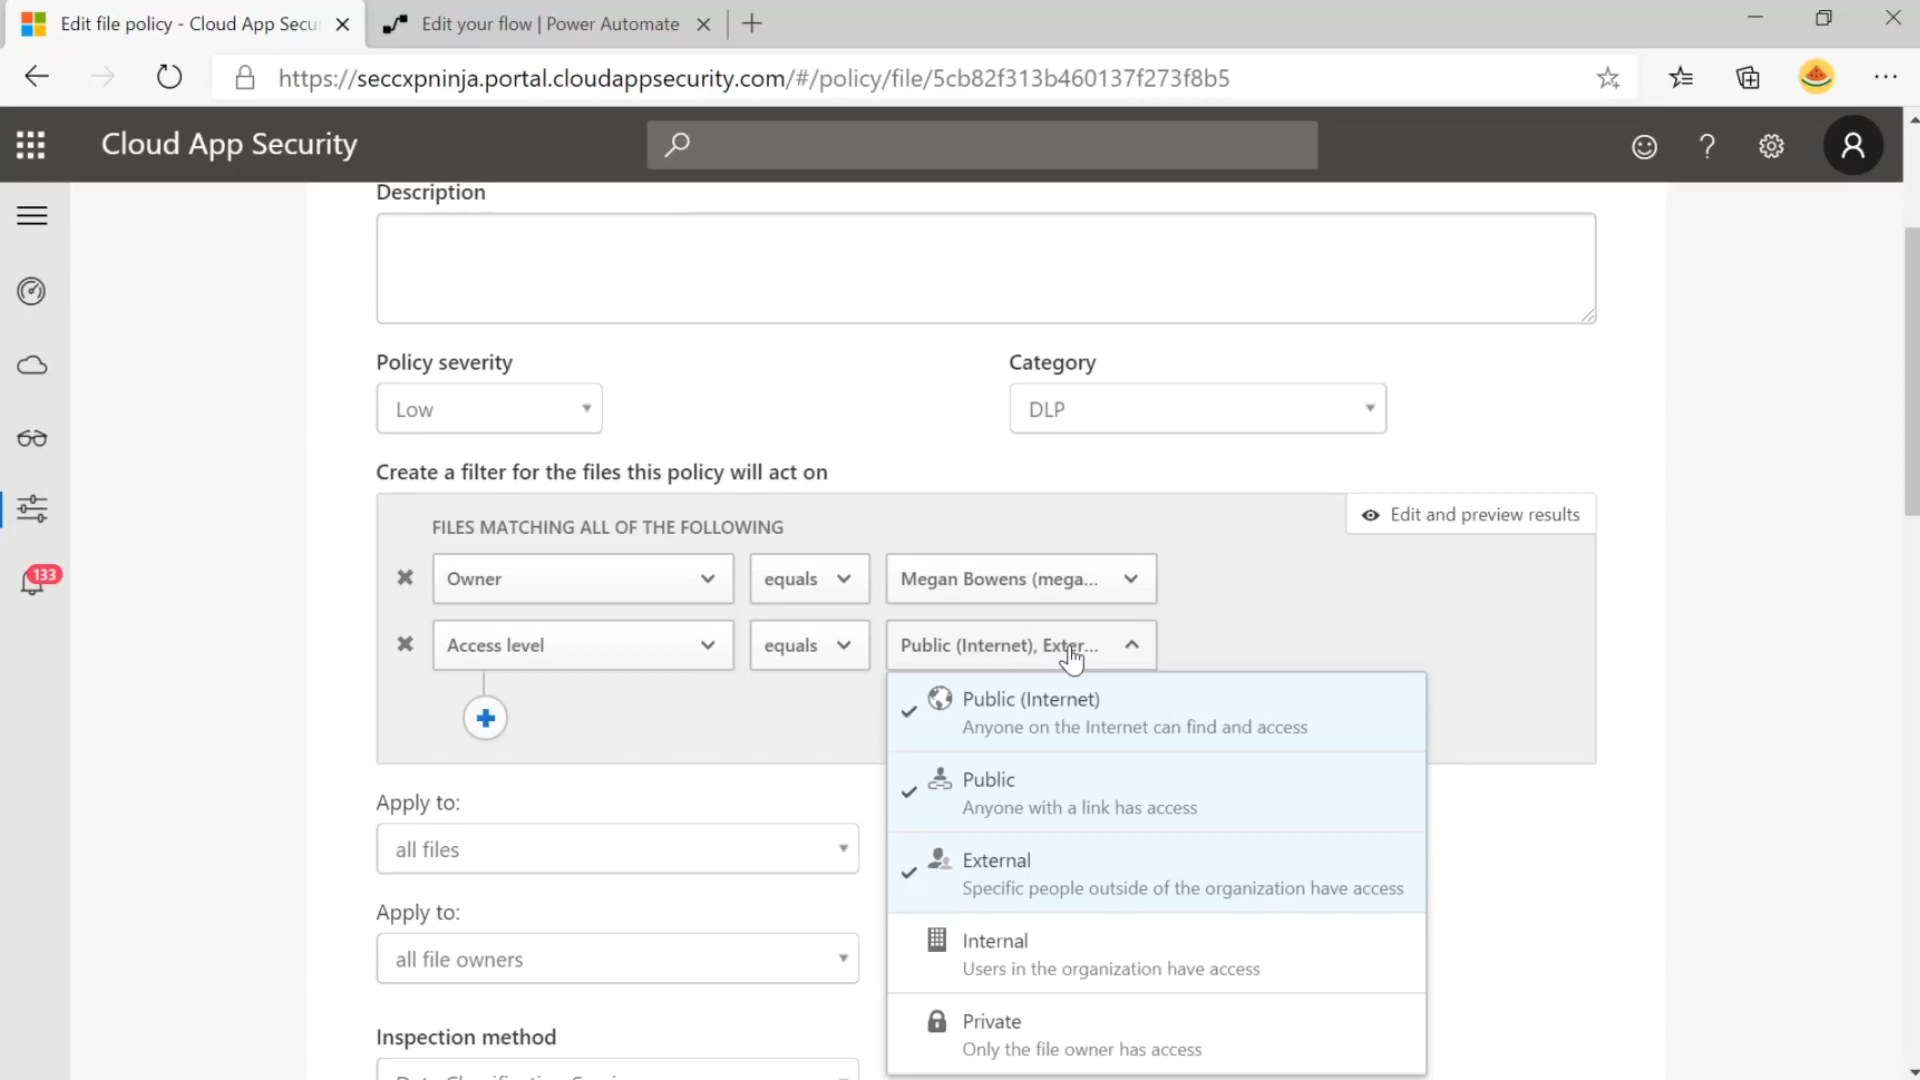 Edit file policy - Cloud App Secu
Edit your flow | Power Automate
https://seccxpninja.portal.cloudappsecurity.com/#/policy/file/5cb82f313b460137f273f8b5
Cloud App Security
?
Description
Policy severity
Category
Low
DLP
Create a filter for the files this policy will act on
Edit and preview results
FILES MATCHING ALL OF THE FOLLOWING
Owner
equals
Megan Bowens (mega...
133
Access level
equals
Public (Internet), Exter...
Public (Internet)
Anyone on the Internet can find and access
Public
Anyone with a link has access
External
Specific people outside of the organization have access
Internal
Users in the organization have access
Private
Only the file owner has access
Apply to:
all files
Apply to:
all file owners
Inspection method